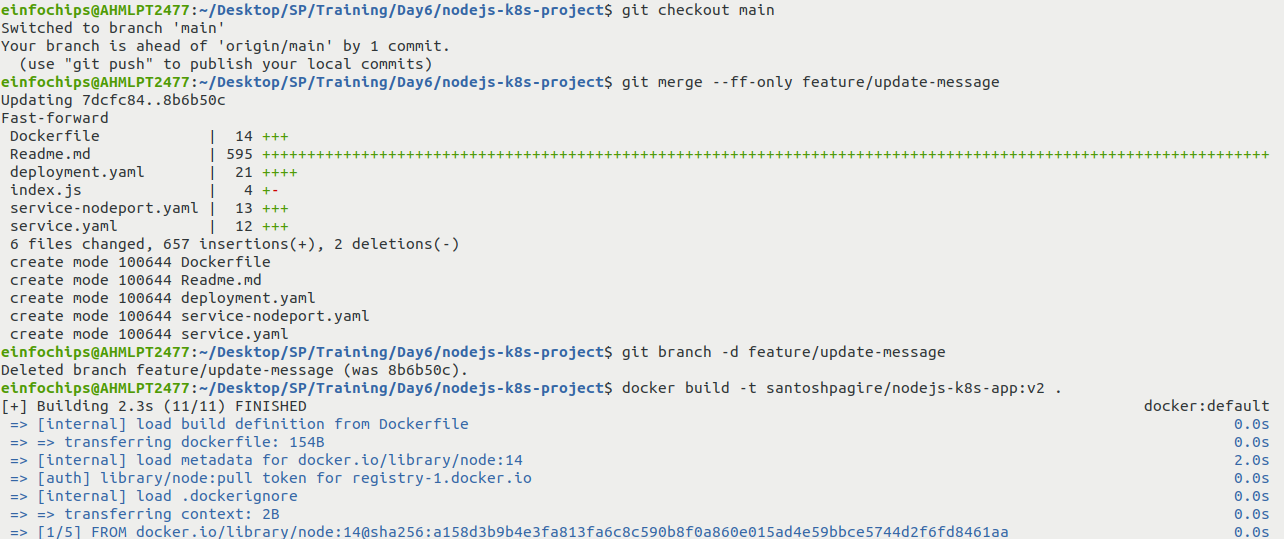 einfochips@AHMLPT2477:~/Desktop/SP/Training/Day6/nodejs-k8s-project$ git checkout main
Switched to branch 'main'
Your branch is ahead of 'origin/main' by 1 commit.
  (use "git push" to publish your local commits)
einfochips@AHMLPT2477:~/Desktop/SP/Training/Day6/nodejs-k8s-project$ git merge --ff-only feature/update-message
Updating 7dcfc84..8b6b50c
Fast-forward
 Dockerfile            |  14 +++
 Readme.md             | 595 ++++++++++++++++++++++++++++++++++++++++++++++++++++++++++++++++++++++++++++++++++++++++++++++++++++++++++++++++
 deployment.yaml       |  21 ++++
 index.js              |   4 +-
 service-nodeport.yaml |  13 +++
 service.yaml          |  12 +++
 6 files changed, 657 insertions(+), 2 deletions(-)
 create mode 100644 Dockerfile
 create mode 100644 Readme.md
 create mode 100644 deployment.yaml
 create mode 100644 service-nodeport.yaml
 create mode 100644 service.yaml
einfochips@AHMLPT2477:~/Desktop/SP/Training/Day6/nodejs-k8s-project$ git branch -d feature/update-message
Deleted branch feature/update-message (was 8b6b50c).
einfochips@AHMLPT2477:~/Desktop/SP/Training/Day6/nodejs-k8s-project$ docker build -t santoshpagire/nodejs-k8s-app:v2 .
[+] Building 2.3s (11/11) FINISHED docker:default
 => [internal] load build definition from Dockerfile 0.0s
 => => transferring dockerfile: 154B 0.0s
 => [internal] load metadata for docker.io/library/node:14 2.0s
 => [auth] library/node:pull token for registry-1.docker.io 0.0s
 => [internal] load .dockerignore 0.0s
 => => transferring context: 2B 0.0s
 => [1/5] FROM docker.io/library/node:14@sha256:a158d3b9b4e3fa813fa6c8c590b8f0a860e015ad4e59bbce5744d2f6fd8461aa 0.0s